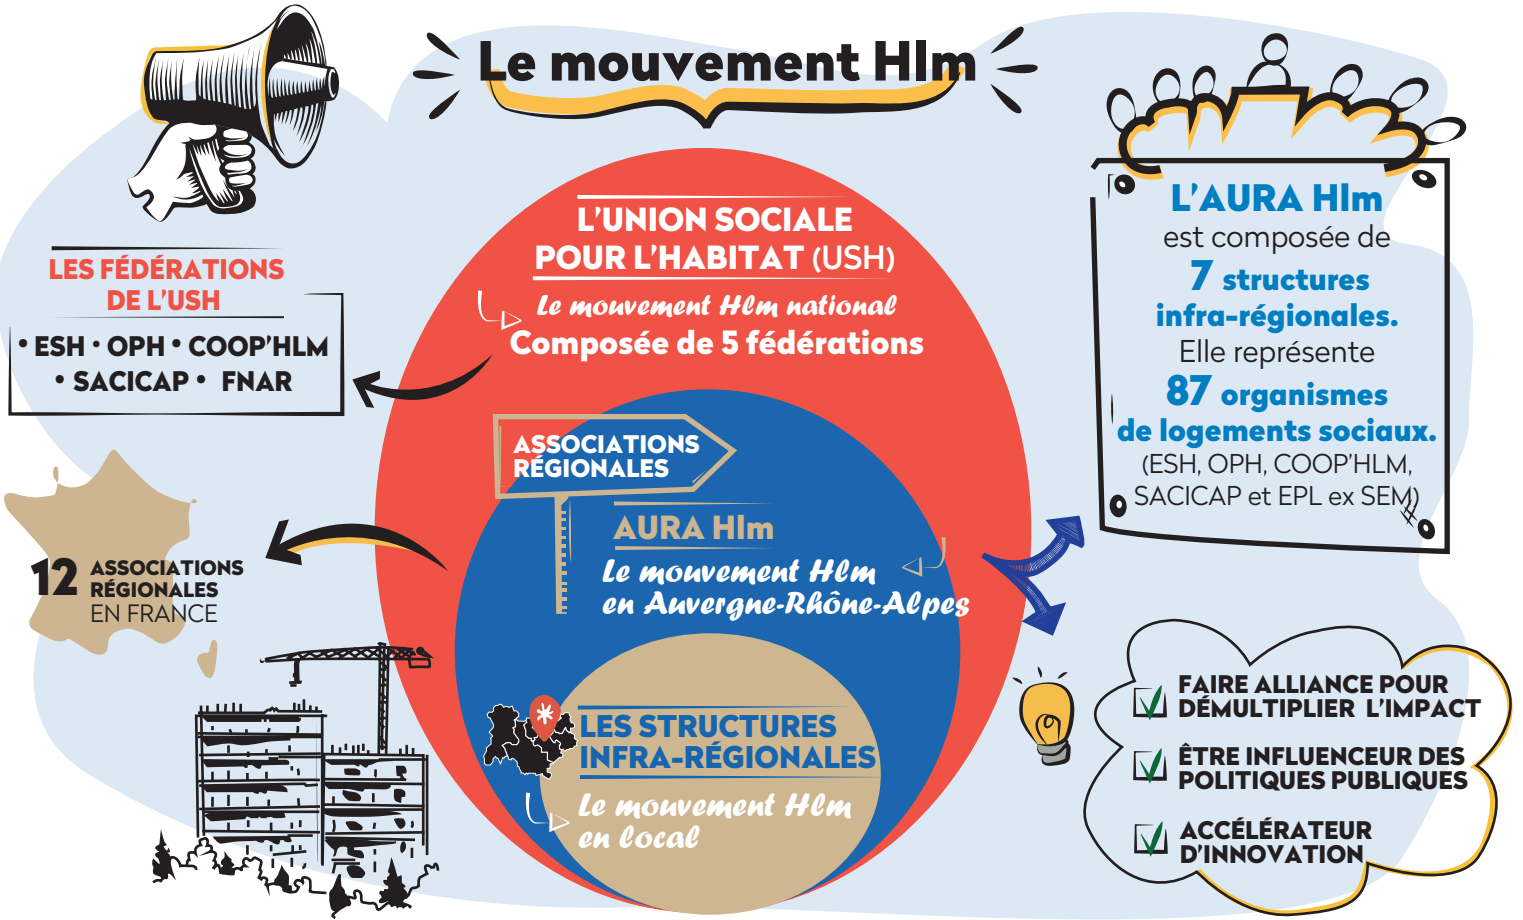 Le mouvement Hlm
LES FÉDÉRATIONS
DE L'USH
• ESH • OPH • COOP'HLM
• SACICAP • FNAR
L'UNION SOCIALE
POUR L'HABITAT (USH)
Le mouvement Hlm national
Composée de 5 fédérations
ASSOCIATIONS
RÉGIONALES
AURA Hlm
Le mouvement Hlm
en Auvergne-Rhône-Alpes
LES STRUCTURES
INFRA-RÉGIONALES
Le mouvement Hlm
en local
12 ASSOCIATIONS
RÉGIONALES
EN FRANCE
L'AURA Hlm
est composée de
7 structures
infra-régionales.
Elle représente
87 organismes
de logements sociaux.
(ESH, OPH, COOP'HLM,
SACICAP et EPL ex SEM)
FAIRE ALLIANCE POUR
DÉMULTIPLIER L'IMPACT
ÊTRE INFLUENCEUR DES
POLITIQUES PUBLIQUES
ACCÉLÉRATEUR
D'INNOVATION